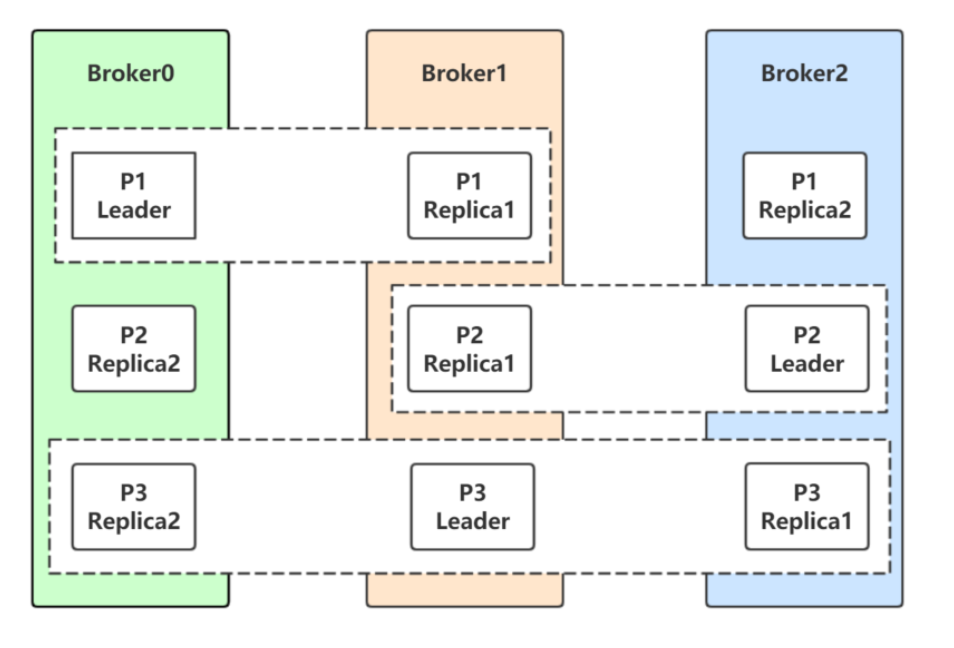 Broker0
Broker1
Broker2
P1
Leader
P1
Replica1
P1
Replica2
P2
Replica2
P2
Replica1
P2
Leader
P3
Replica2
P3
Leader
P3
Replica1